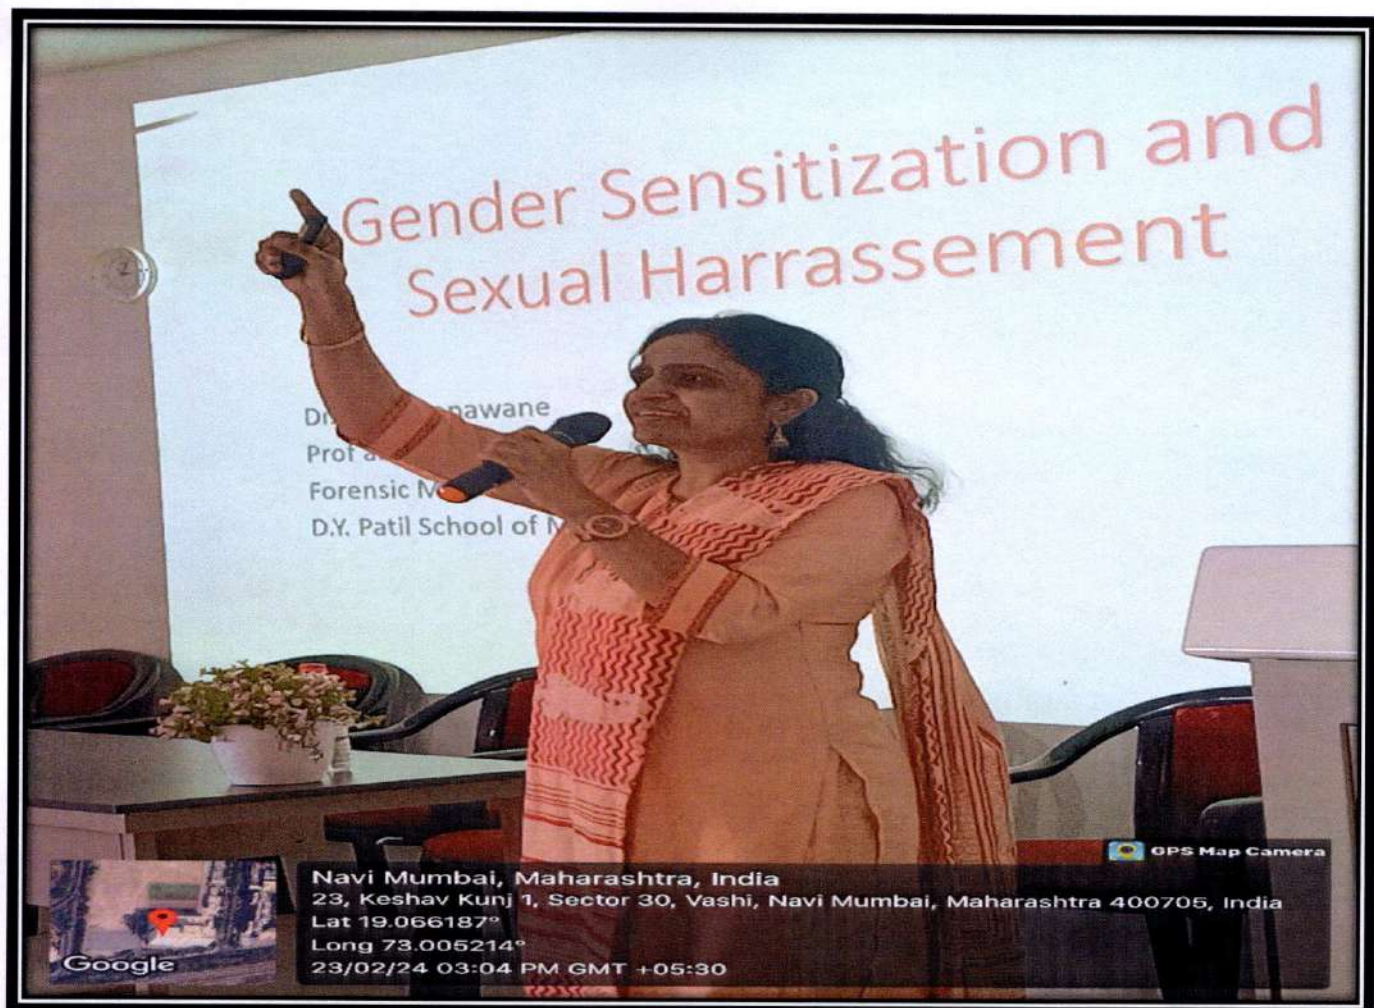 Gender Sensitization and
Sexual Harrassement
Dr. pawane
Prof
Forensic
D.Y. Patil School of
GPS Map Camera
Navi Mumbai, Maharashtra, India
23, Keshav Kunj 1, Sector 30, Vashi, Navi Mumbai, Maharashtra 400705, India
Lat 19.066187°
Long 73.005214°
23/02/24 03:04 PM GMT +05:30
Google